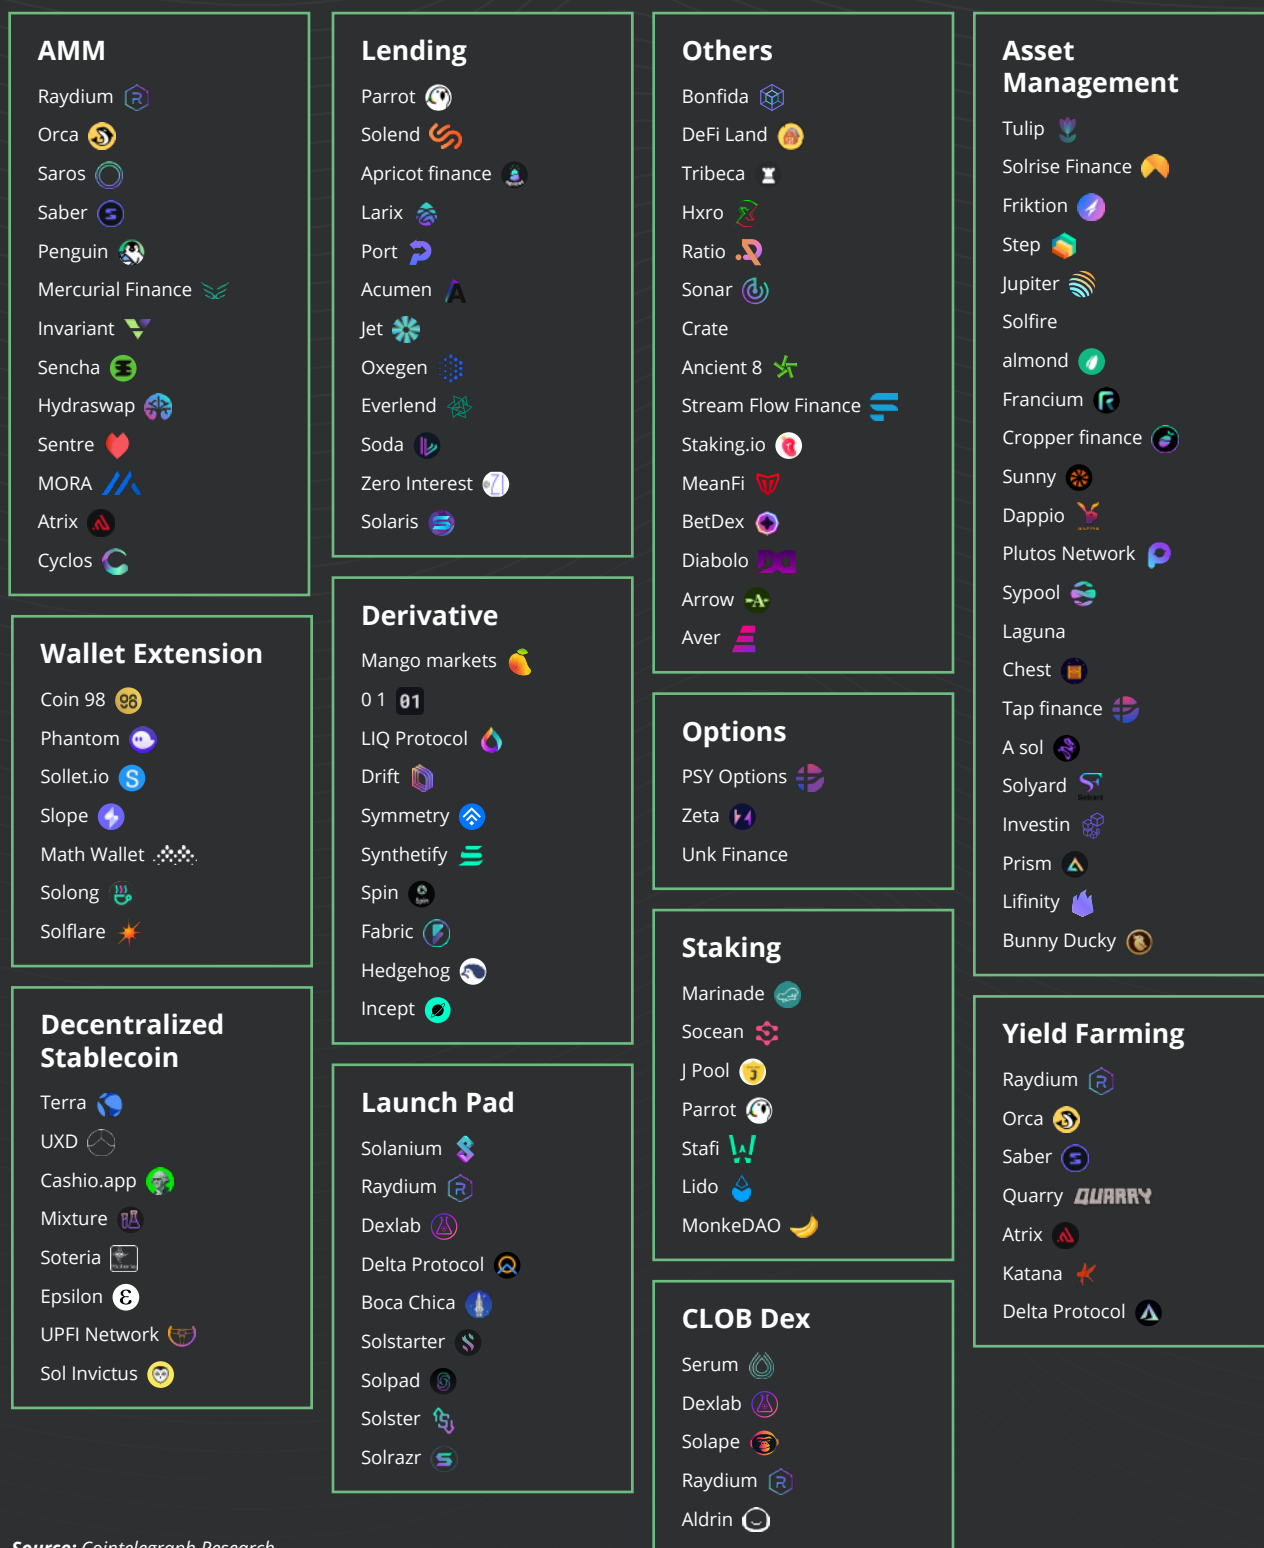 AMM
Raydium
Orca
Saros
Saber
Penguin
Mercurial Finance
Invariant
Sencha
Hydraswap
Sentre
MORA
Atrix
Cyclos
Wallet Extension
Coin 98
98
Phantom
Sollet.io
S
Slope
Math Wallet
Solong
Solflare
Decentralized
Stablecoin
Terra
UXD
Cashio.app
Mixture
Soteria
Epsilon
UPFI Network
Sol Invictus
Source: Cointelegraph Research
Lending
Parrot
Solend
Apricot finance
Larix
Port
Acumen
Jet
Oxegen
Everlend
Soda
Zero Interest
Solaris
Derivative
Mango markets
0 1
01
LIQ Protocol
Drift
Symmetry
Synthetify
Spin
Fabric
Hedgehog
Incept
Launch Pad
Solanium
Raydium
Dexlab
Delta Protocol
Boca Chica
Solstarter
Solpad
Solster
Solrazr
Others
Bonfida
DeFi Land
Tribeca
Hxro
Ratio
Sonar
Crate
Ancient 8
Stream Flow Finance
Staking.io
MeanFi
BetDex
Diabolo
Arrow
-A-
Aver
Options
PSY Options
Zeta
Unk Finance
Staking
Marinade
Socean
J Pool
J
Parrot
Stafi
Lido
MonkeDAO
CLOB Dex
Serum
Dexlab
Solape
Raydium
Aldrin
Asset
Management
Tulip
Solrise Finance
Friktion
Step
Jupiter
Solfire
almond
Francium
Cropper finance
Sunny
Dappio
Plutos Network
Sypool
Laguna
Chest
Tap finance
A sol
Solyard
Investin
Prism
Lifinity
Bunny Ducky
Yield Farming
Raydium
Orca
Saber
Quarry QUARRY
Atrix
Katana
Delta Protocol